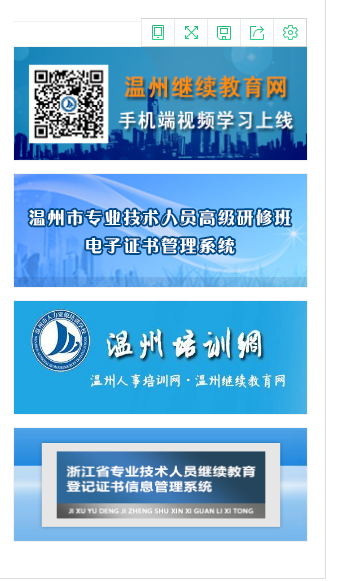 温州继续教育网
手机端视频学习上线
温州市专业技术人员高级研修班
电子证书管理系统
温州培训網
温州人事培训网·温州继续教育网
浙江省专业技术人员继续教育
登记证书信息管理系统
JI XU YU DENG JI ZHENG SHU XIN XI GUAN LI XI TONG